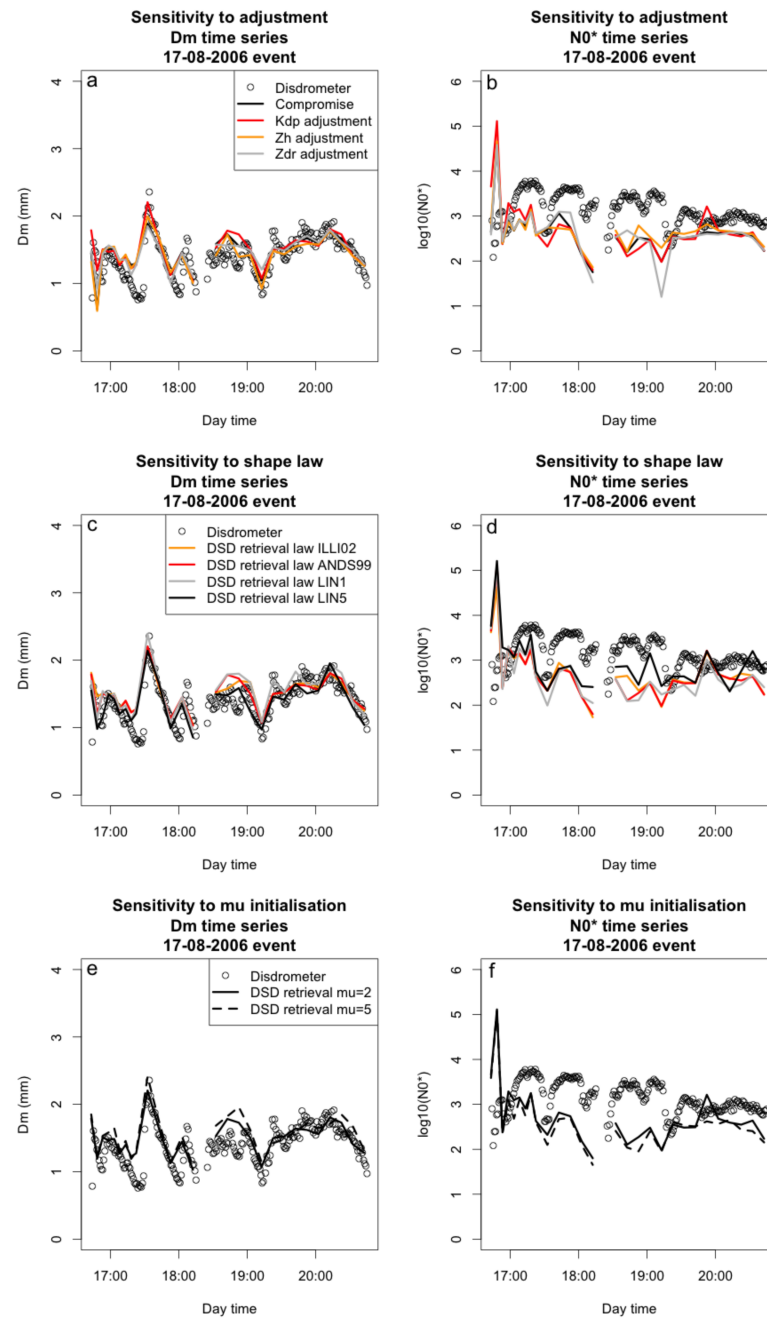 Sensitivity to adjustment
Dm time series
17-08-2006 event
a
Disdrometer
Compromise
Kdp adjustment
Zh adjustment
Zdr adjustment
Dm (mm)
4
3
2
1
0
17:00 18:00 19:00 20:00
Day time
Sensitivity to adjustment
N0* time series
17-08-2006 event
b
log10(N0*)
6
5
4
3
2
1
0
17:00 18:00 19:00 20:00
Day time
Sensitivity to shape law
Dm time series
17-08-2006 event
c
Disdrometer
DSD retrieval law ILLI02
DSD retrieval law ANDS99
DSD retrieval law LIN1
DSD retrieval law LIN5
Dm (mm)
4
3
2
1
0
17:00 18:00 19:00 20:00
Day time
Sensitivity to shape law
N0* time series
17-08-2006 event
d
log10(N0*)
6
5
4
3
2
1
0
17:00 18:00 19:00 20:00
Day time
Sensitivity to mu initialisation
Dm time series
17-08-2006 event
e
Disdrometer
DSD retrieval mu=2
DSD retrieval mu=5
Dm (mm)
4
3
2
1
0
17:00 18:00 19:00 20:00
Day time
Sensitivity to mu initialisation
N0* time series
17-08-2006 event
f
log10(N0*)
6
5
4
3
2
1
0
17:00 18:00 19:00 20:00
Day time